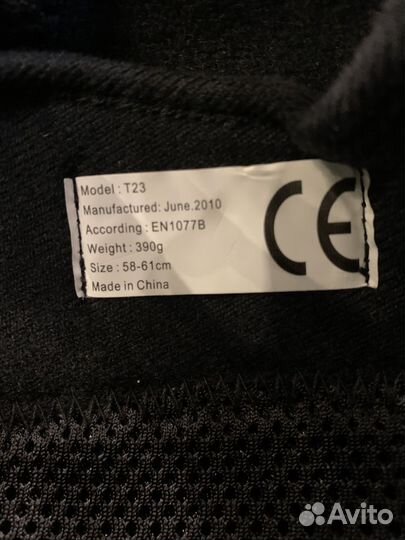 Model : T23
Manufactured: June.2010
According : EN1077B
Weight : 390g
Size : 58-61cm
Made in China
CE
Avito